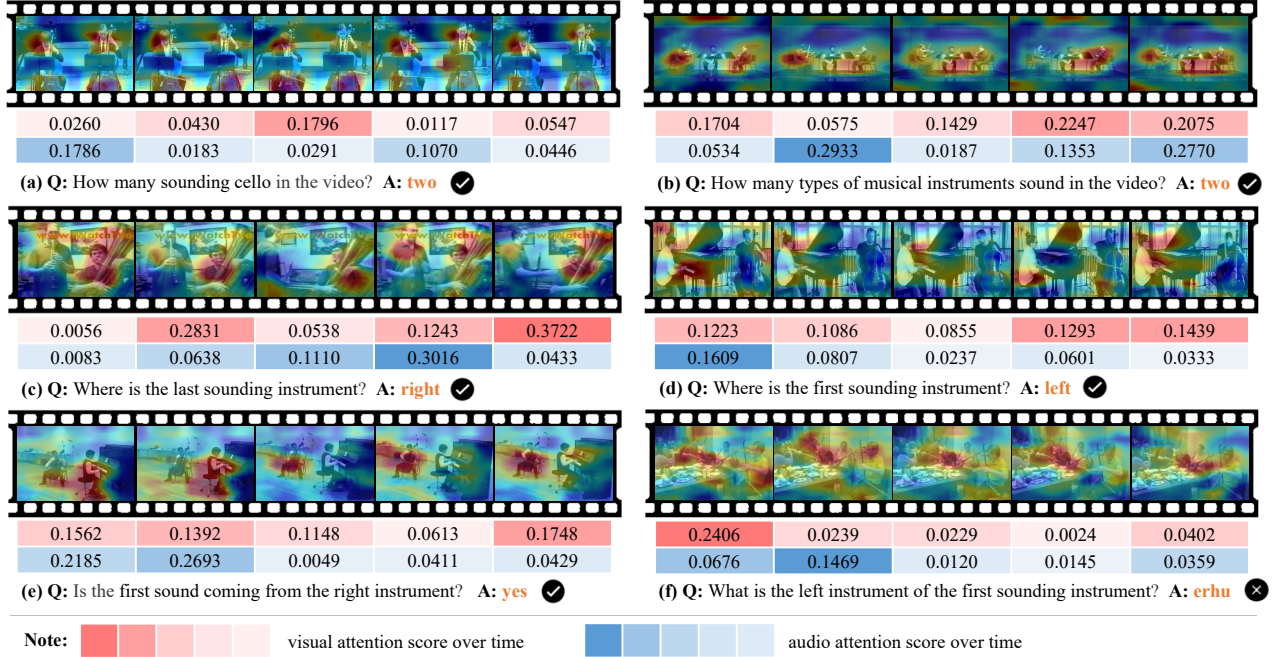 0.0260 0.0430 0.1796 0.0117 0.0547
0.1786 0.0183 0.0291 0.1070 0.0446
(a) Q: How many sounding cello in the video? A: two
0.1704 0.0575 0.1429 0.2247 0.2075
0.0534 0.2933 0.0187 0.1353 0.2770
(b) Q: How many types of musical instruments sound in the video? A: two
0.0056 0.2831 0.0538 0.1243 0.3722
0.0083 0.0638 0.1110 0.3016 0.0433
(c) Q: Where is the last sounding instrument? A: right
0.1223 0.1086 0.0855 0.1293 0.1439
0.1609 0.0807 0.0237 0.0601 0.0333
(d) Q: Where is the first sounding instrument? A: left
0.1562 0.1392 0.1148 0.0613 0.1748
0.2185 0.2693 0.0049 0.0411 0.0429
(e) Q: Is the first sound coming from the right instrument? A: yes
0.2406 0.0239 0.0229 0.0024 0.0402
0.0676 0.1469 0.0120 0.0145 0.0359
(f) Q: What is the left instrument of the first sounding instrument? A: erhu
Note: visual attention score over time audio attention score over time